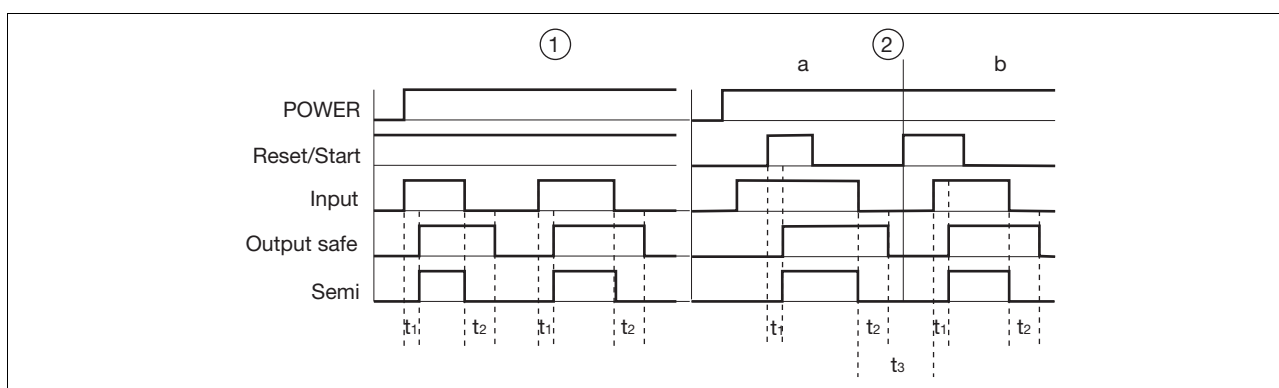 1 2
a b
POWER
Reset/Start
Input
Output safe
Semi
t1 t2 t1 t2 t1 t2 t1 t2
t3